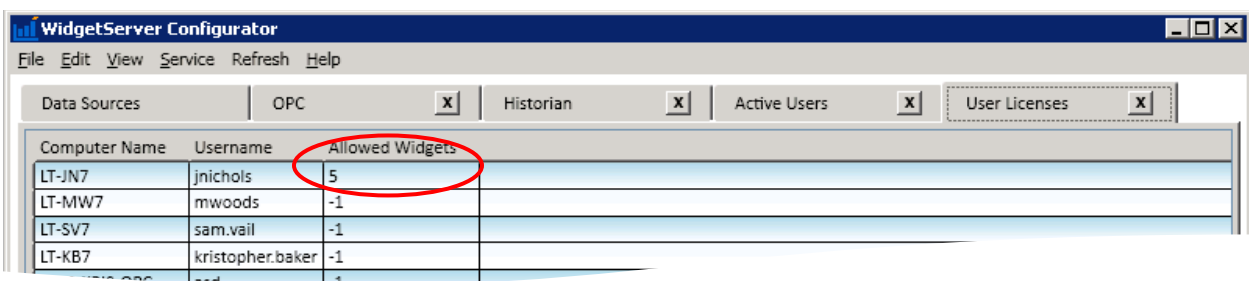 WidgetServer Configurator
File Edit View Service Refresh Help
Data Sources OPC X Historian X Active Users X User Licenses X
Computer Name Username Allowed Widgets
LT-JN7 jnichols 5
LT-MW7 mwoods -1
LT-SV7 sam.vail -1
LT-KB7 kristopher.baker -1
-1